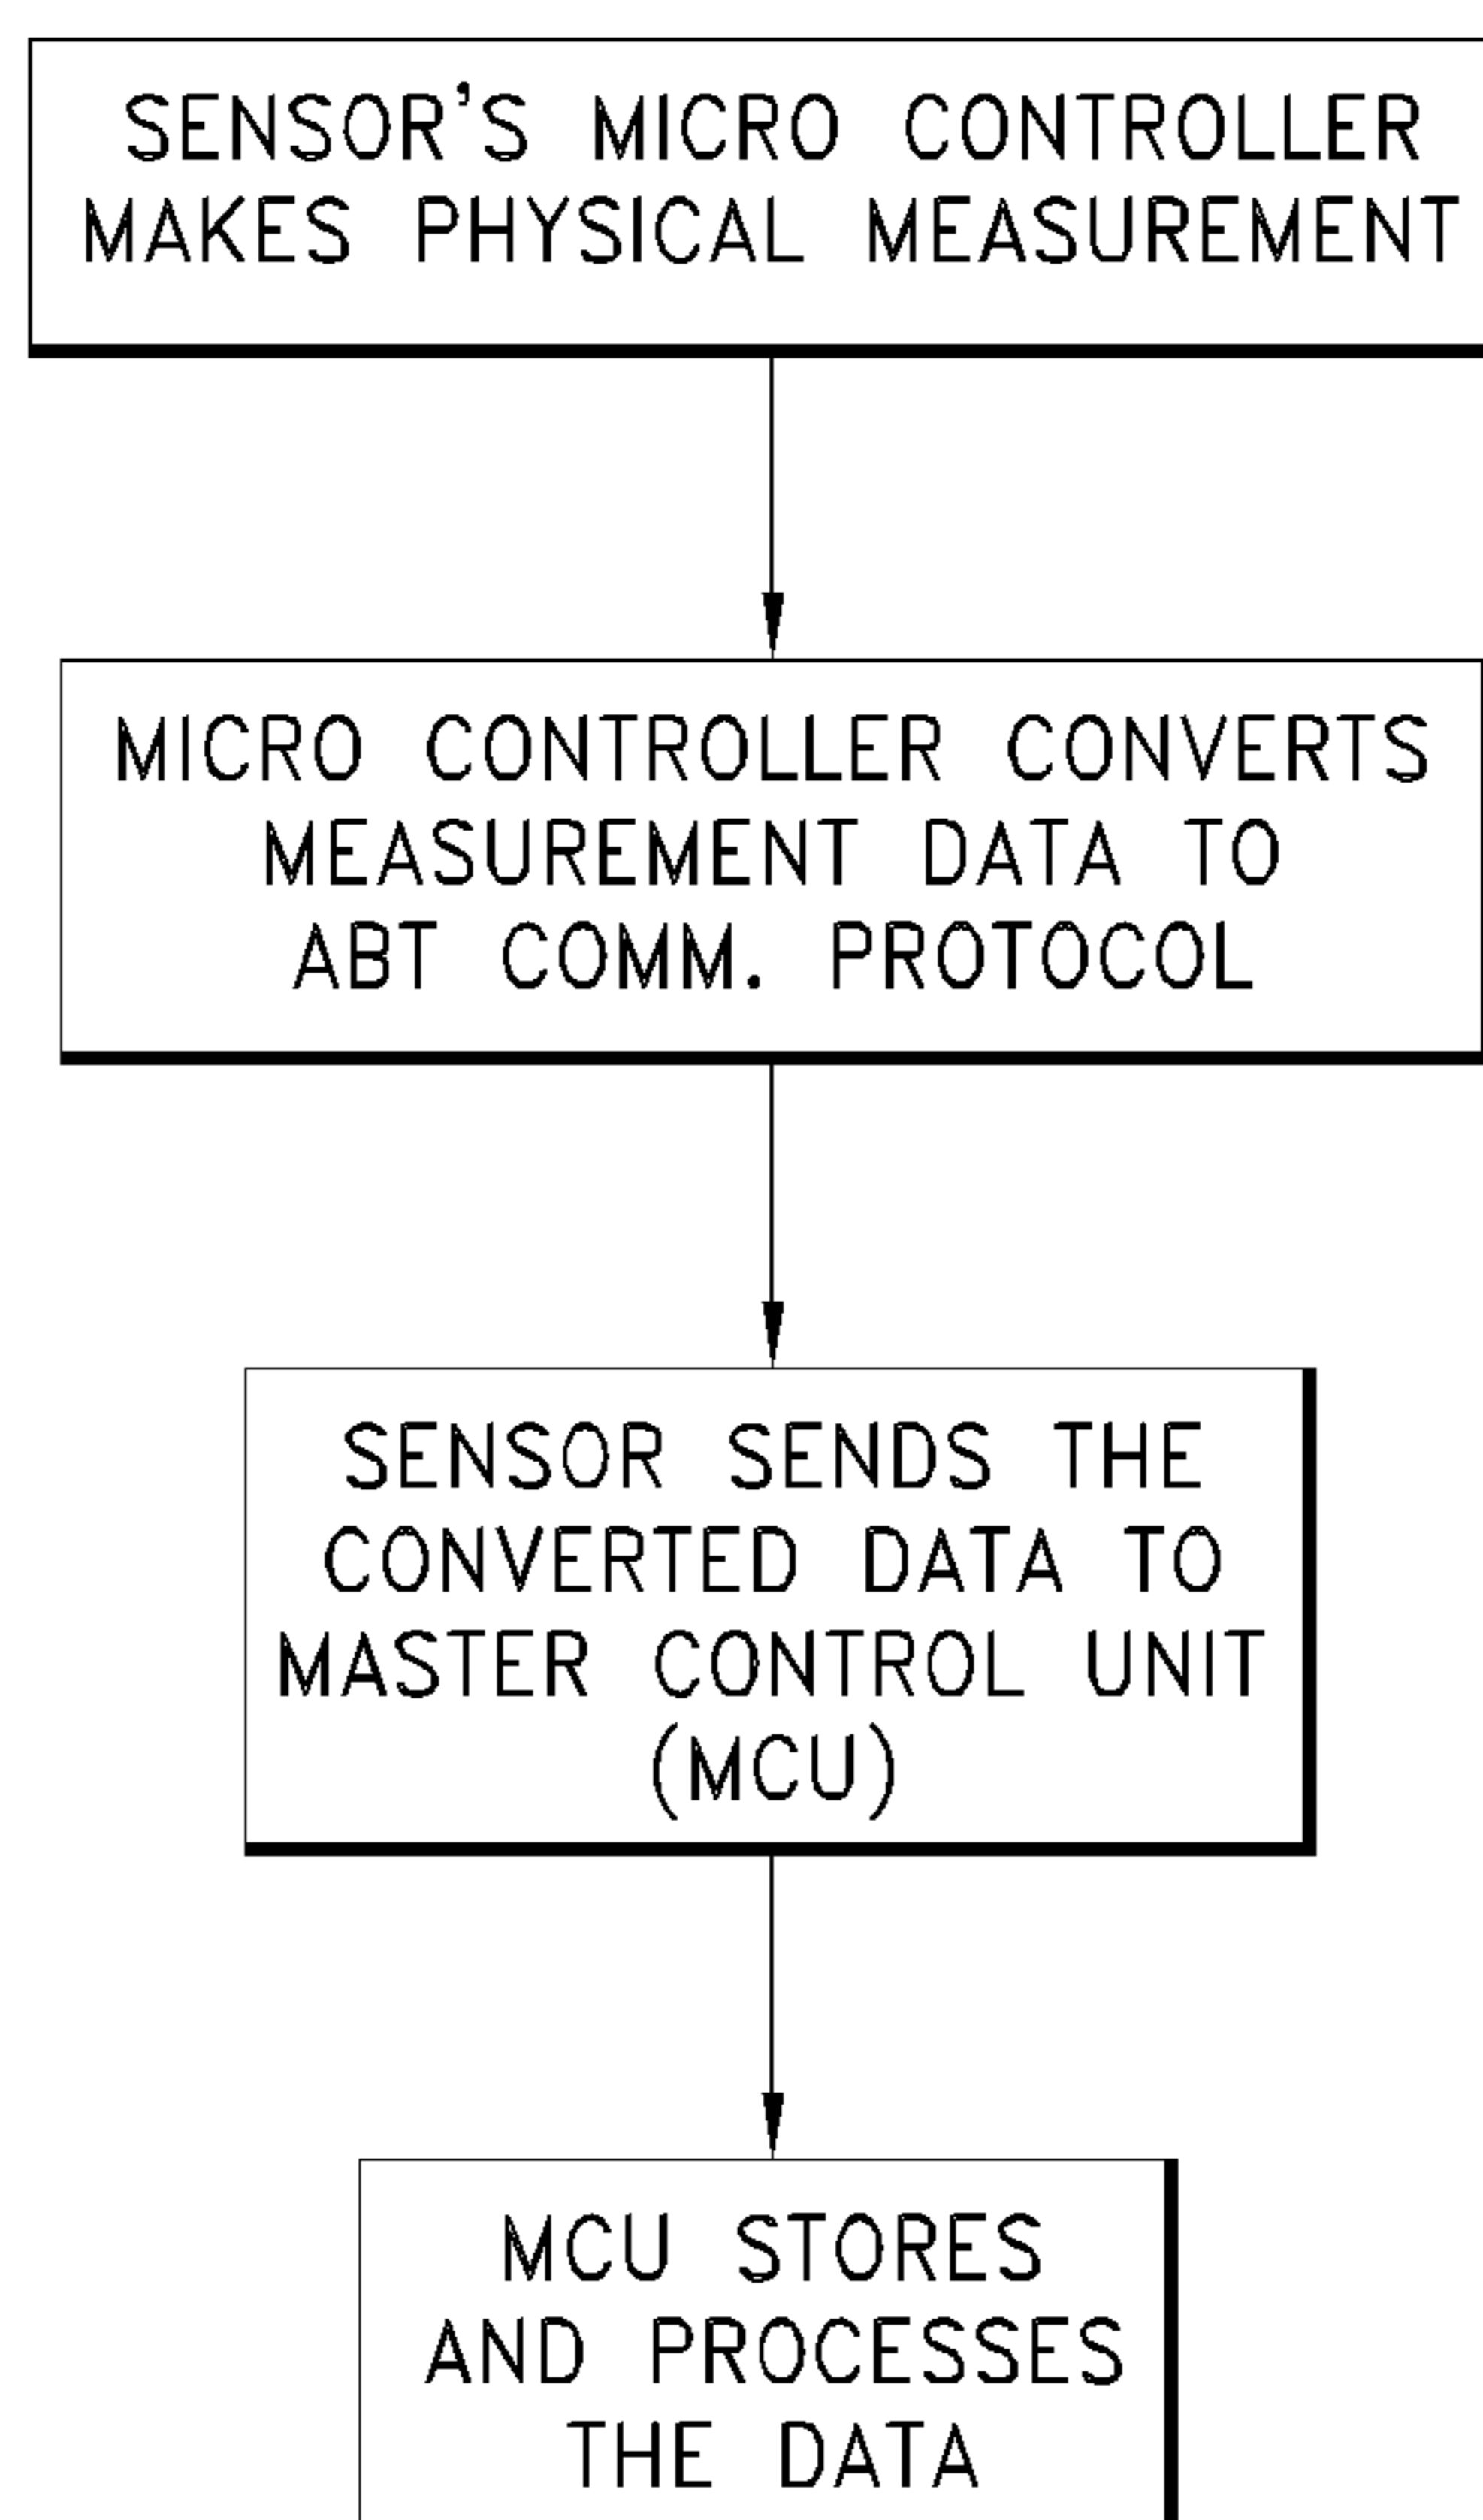 SENSOR'S MICRO CONTROLLER
MAKES PHYSICAL MEASUREMENT
MICRO CONTROLLER CONVERTS
MEASUREMENT DATA TO
ABT COMM. PROTOCOL
SENSOR SENDS THE
CONVERTED DATA TO
MASTER CONTROL UNIT
(MCU)
MCU STORES
AND PROCESSES
THE DATA